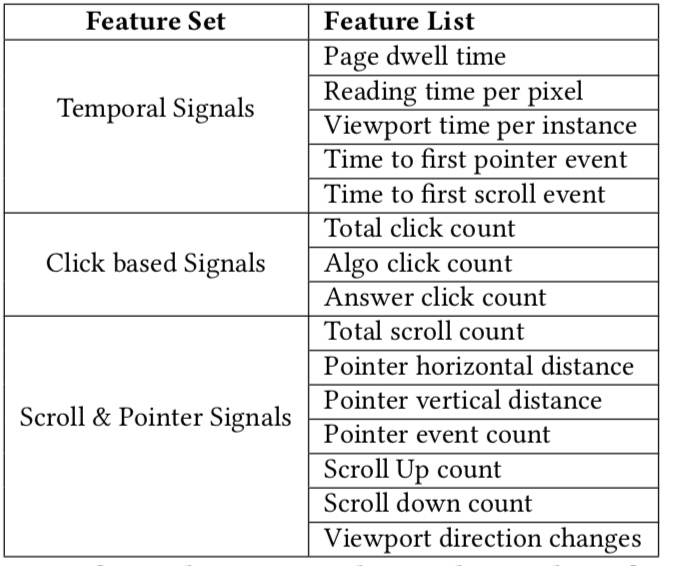 Feature Set Feature List
Temporal Signals
Page dwell time
Reading time per pixel
Viewport time per instance
Time to first pointer event
Time to first scroll event
Click based Signals
Total click count
Algo click count
Answer click count
Scroll & Pointer Signals
Total scroll count
Pointer horizontal distance
Pointer vertical distance
Pointer event count
Scroll Up count
Scroll down count
Viewport direction changes